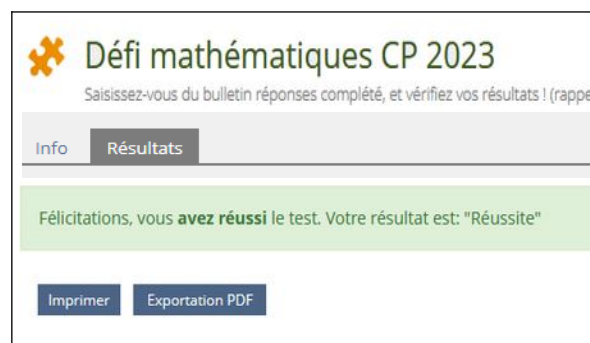 Défi mathématiques CP 2023
Saisissez-vous du bulletin réponses complété, et vérifiez vos résultats ! (rappe
Info Résultats
Félicitations, vous avez réussi le test. Votre résultat est: "Réussite"
Imprimer Exportation PDF